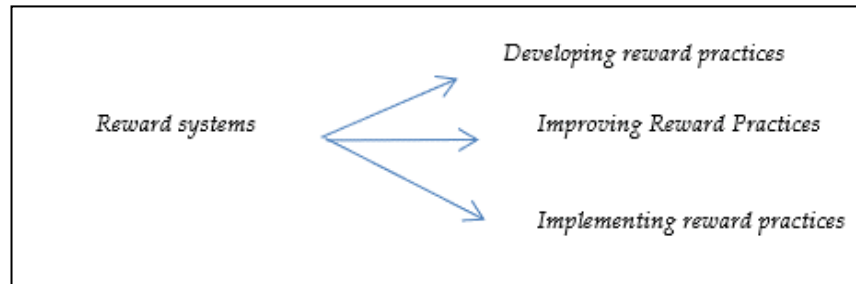 Developing reward practices
Reward systems
Improving Reward Practices
Implementing reward practices